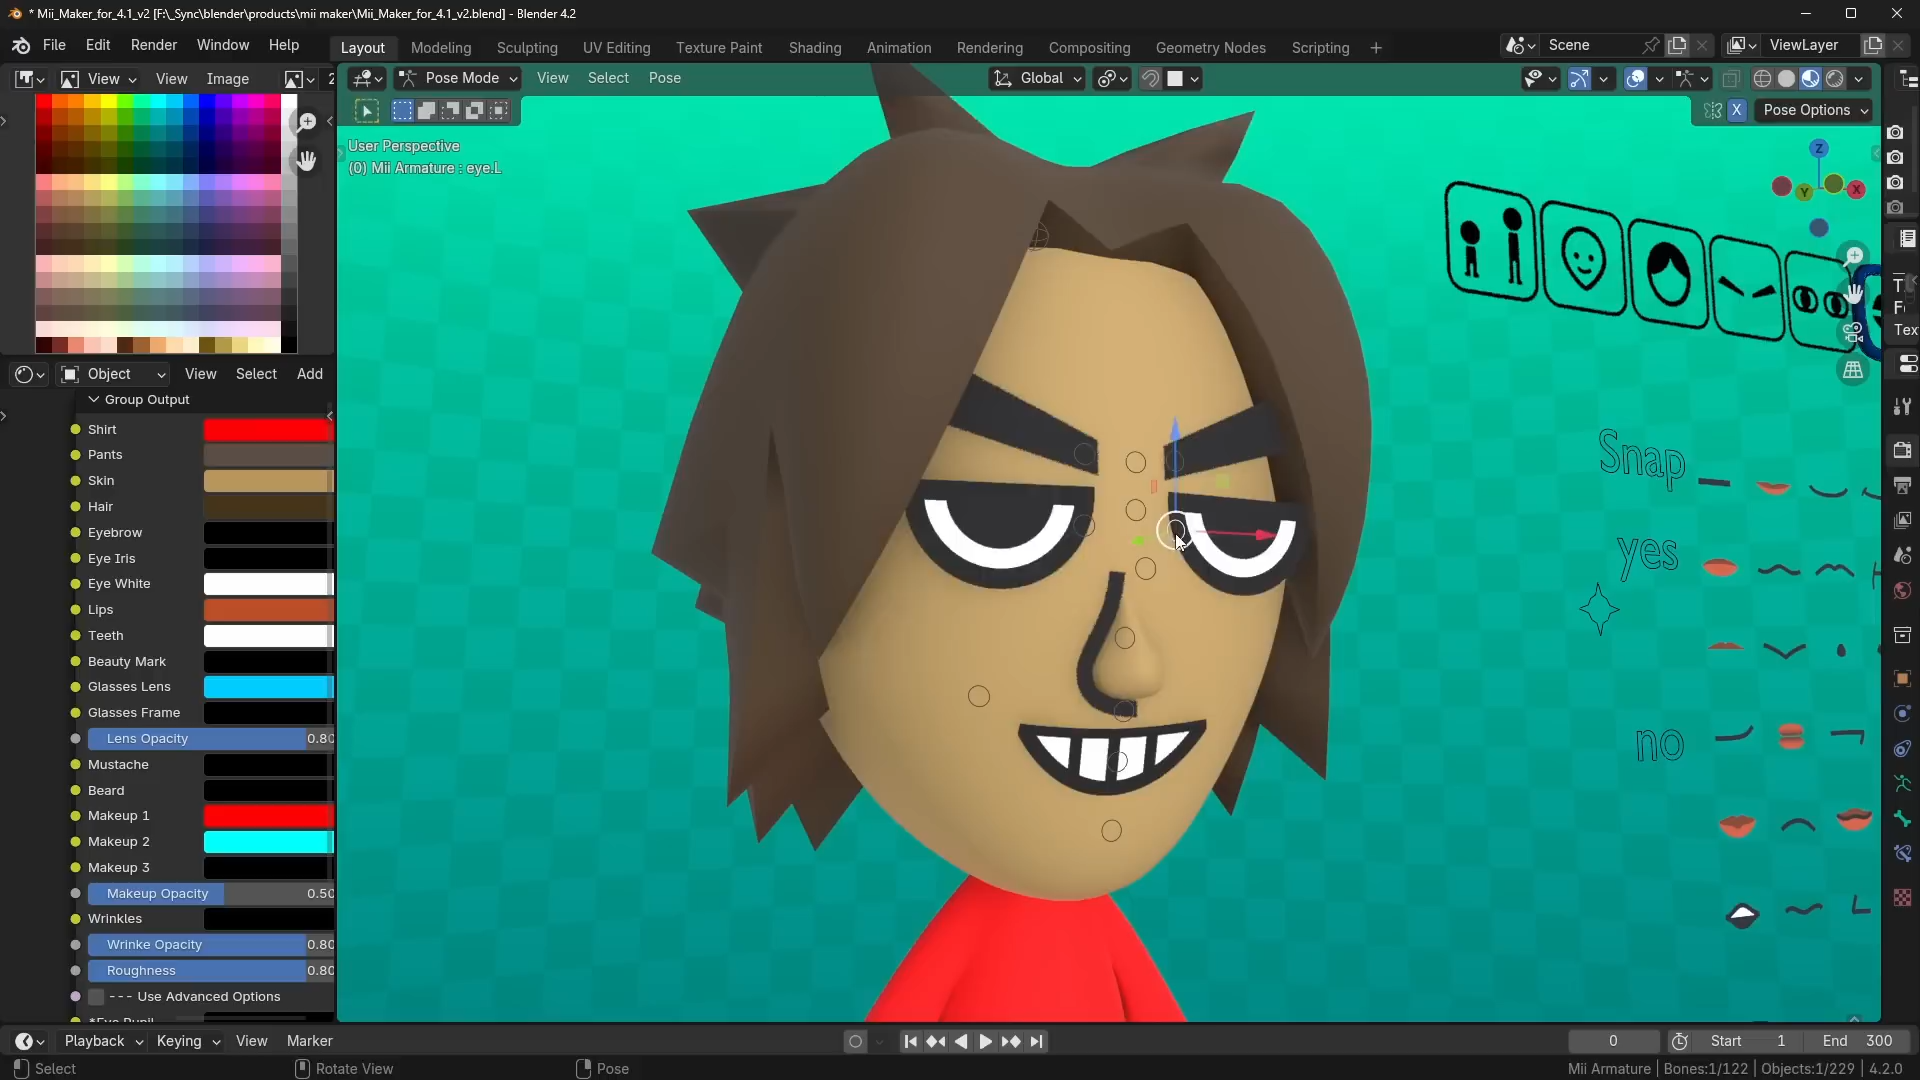 * Mii_Maker_for_4.1_v2 [F:\_Sync\blender\products\mii maker\Mii_Maker_for_4.1_v2.blend] - Blender 4.2
File Edit Render Window Help
Layout Modeling Sculpting UV Editing Texture Paint Shading Animation Rendering Compositing Geometry Nodes Scripting +
Scene
ViewLayer
View View Image 2
Pose Mode View Select Pose
Global
X Pose Options
User Perspective
(0) Mii Armature : eye.L
Z
Y
X
T
F
Tex
Object View Select Add
Group Output
Shirt
Pants
Skin
Hair
Eyebrow
Eye Iris
Eye White
Lips
Teeth
Beauty Mark
Glasses Lens
Glasses Frame
Lens Opacity 0.80
Mustache
Beard
Makeup 1
Makeup 2
Makeup 3
Makeup Opacity 0.50
Wrinkles
Wrinke Opacity 0.80
Roughness 0.80
--- Use Advanced Options
Snap
yes
no
Playback Keying View Marker
0 Start 1 End 300
Select
Rotate View
Pose
Mii Armature | Bones:1/122 | Objects:1/229 | 4.2.0